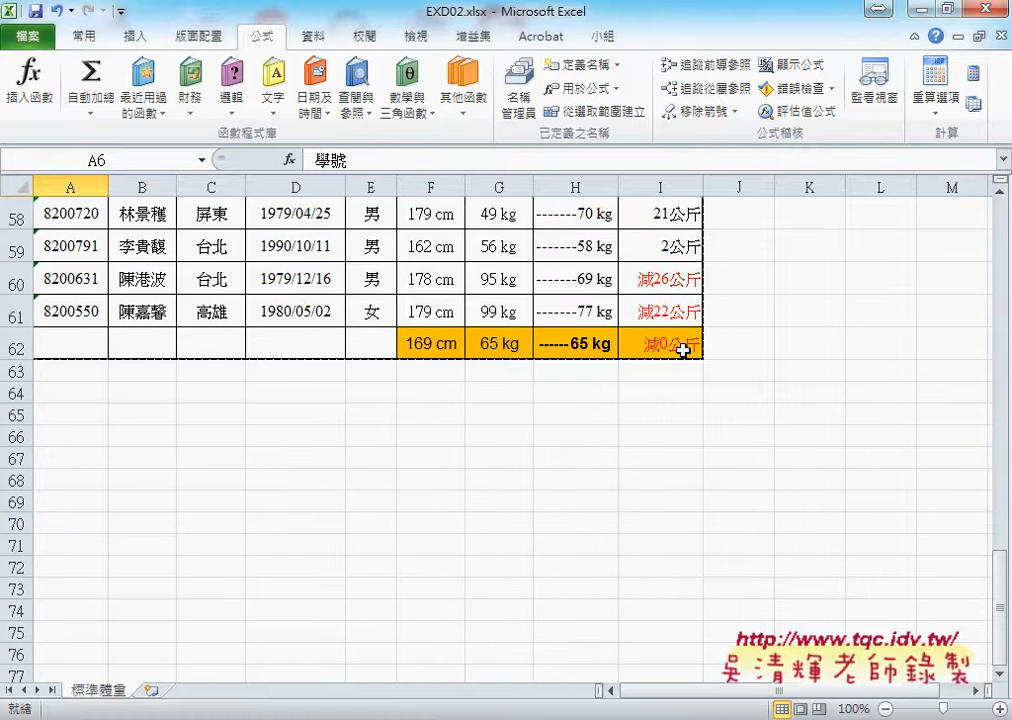 EXD02.xlsx - Microsoft Excel
檔案 常用 插入 版面配置 公式 資料 校閱 檢視 增益集 Acrobat 小組
插入函數 自動加總 最近用過的函數 財務 邏輯 文字 日期及時間 查閱與參照 數學與三角函數 其他函數 名稱管理員 定義名稱 用於公式 從選取範圍建立 追蹤前導參照 追蹤從屬參照 移除箭號 顯示公式 錯誤檢查 評估值公式 監看視窗 重算選項
函數程式庫 已定義之名稱 公式稽核 計算
A6 fx 學號
A B C D E F G H I J K L M
58 8200720 林景穜 屏東 1979/04/25 男 179 cm 49 kg -------70 kg 21公斤
59 8200791 李貴馥 台北 1990/10/11 男 162 cm 56 kg -------58 kg 2公斤
60 8200631 陳港波 台北 1979/12/16 男 178 cm 95 kg -------69 kg 減26公斤
61 8200550 陳嘉馨 高雄 1980/05/02 女 179 cm 99 kg -------77 kg 減22公斤
62 169 cm 65 kg ------65 kg 減0公斤
63
64
65
66
67
68
69
70
71
72
73
74
75
76
77
http://www.tqc.idv.tw/
吳清輝老師錄製
標準體重
就緒 100%